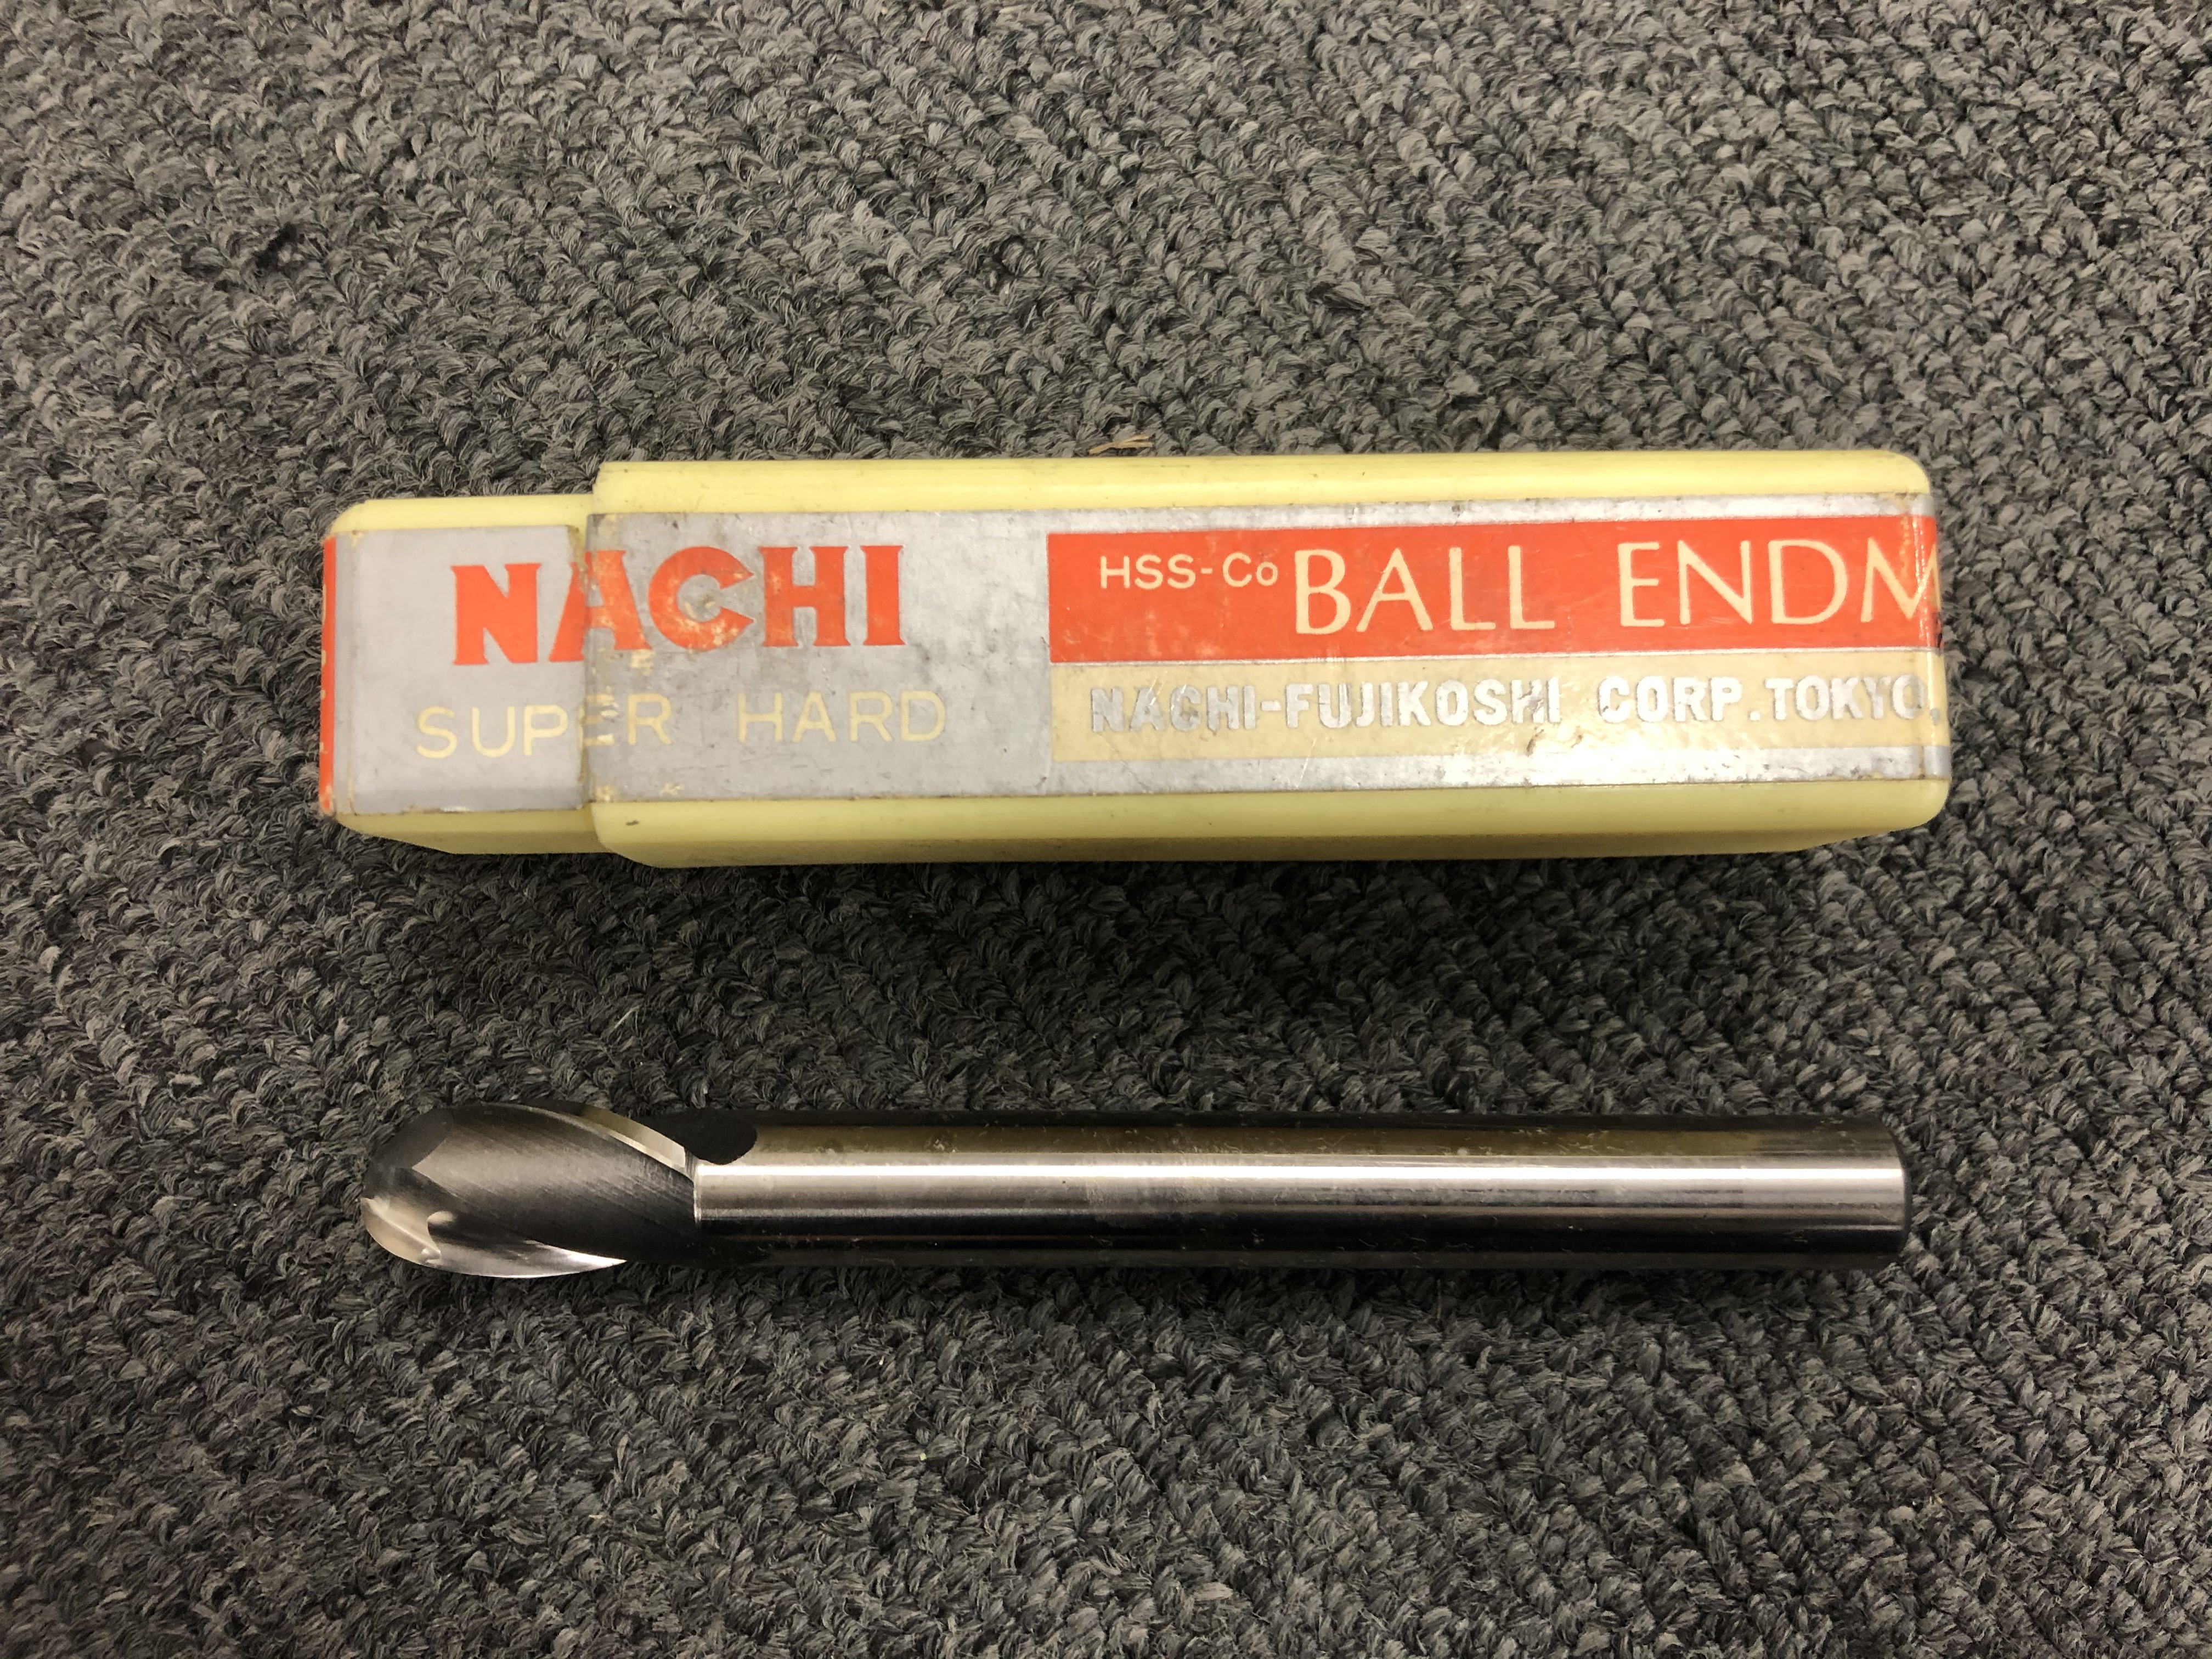 NACHI
SUPER HARD
HSS-Co BALL ENDM
NACHI-FUJIKOSHI CORP.TOKYO,